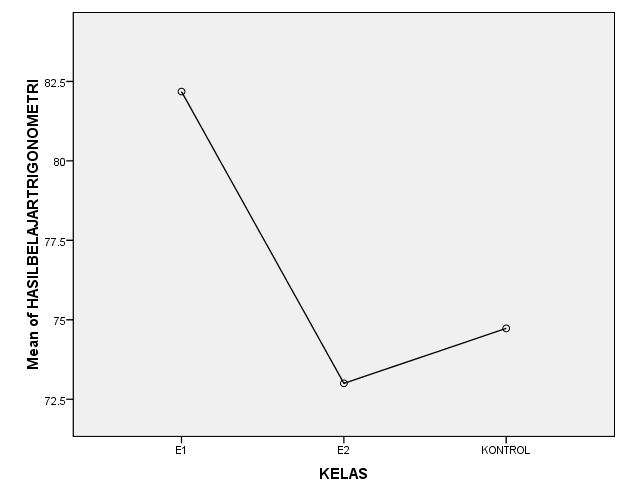 Mean of HASILBELAJARTRIGONOMETRI
82.5
80
77.5
75
72.5
E1 E2 KONTROL
KELAS